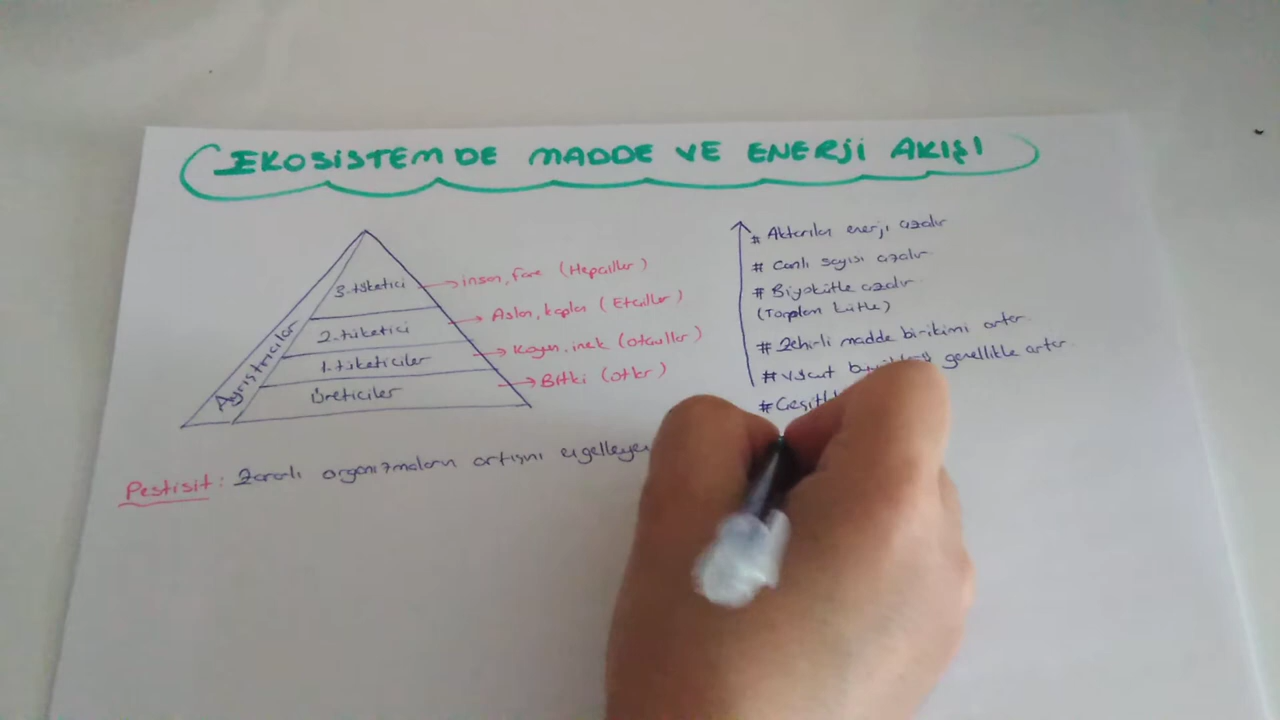 EKOSİSTEMDE MADDE VE ENERJİ AKIŞI
3.tüketici
2.tüketici
1.tüketiciler
Üreticiler
Ayrıştırıcılar
insan, fare (Hepçiller)
Aslan, kaplan (Etçiller)
Koyun, inek (otçullar)
Bitki (otlar)
# Aktarılan enerji azalır
# Canlı sayısı azalır
# Biyokütle azalır
(Toplam kütle)
# Zehirli madde birikimi artar
# Vücut genellikle artar
Pestisit: Zararlı organizmaların artışını engelleyen